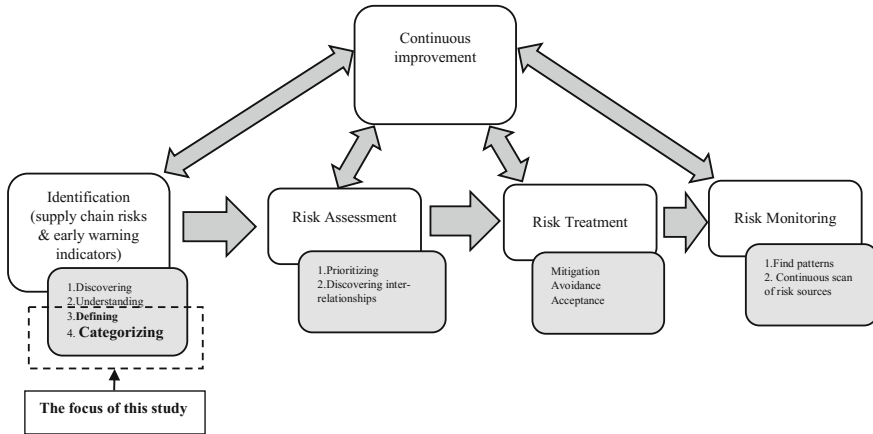 Continuous
improvement
Identification
(supply chain risks
& early warning
indicators)
1.Discovering
2.Understanding
3.Defining
4. Categorizing
The focus of this study
Risk Assessment
1.Prioritizing
2.Discovering inter-
relationships
Risk Treatment
Mitigation
Avoidance
Acceptance
Risk Monitoring
1.Find patterns
2. Continuous scan
of risk sources